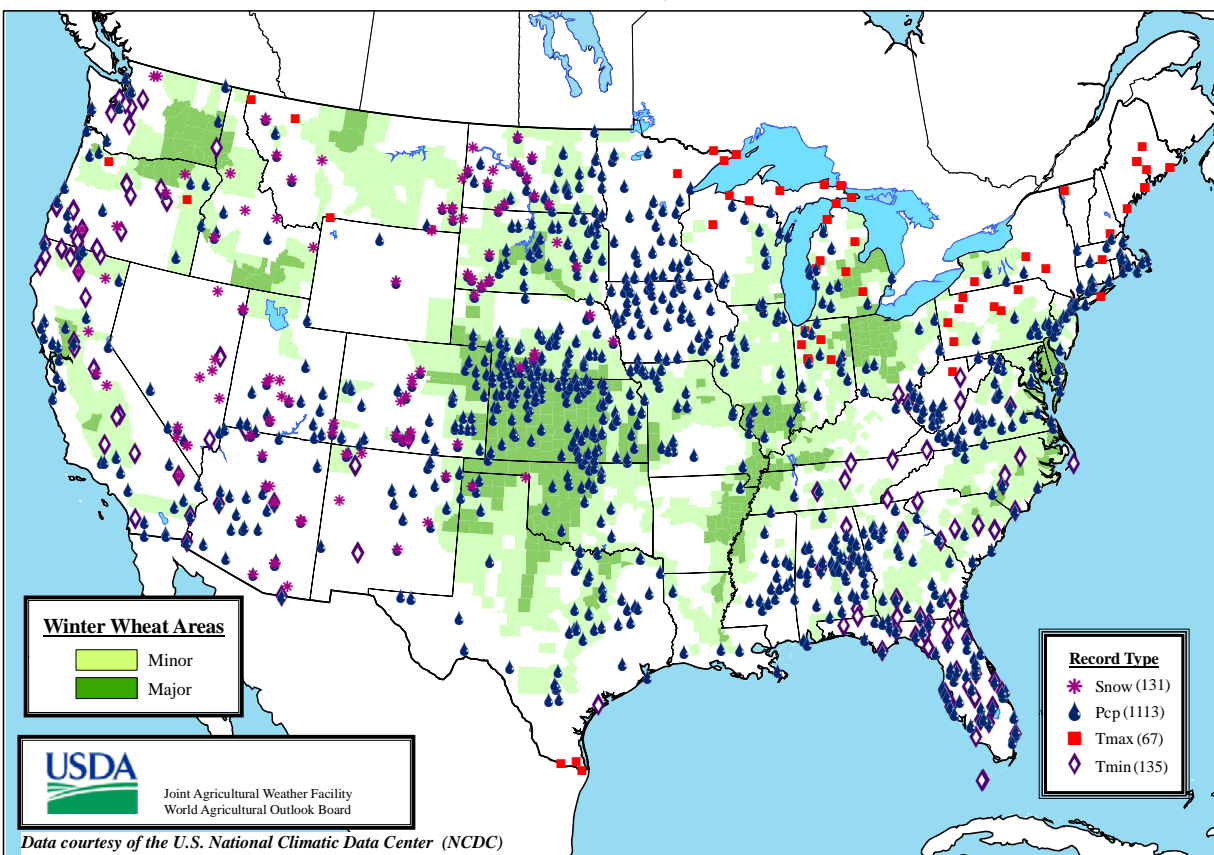 Winter Wheat Areas
Minor
Major
USDA
Joint Agricultural Weather Facility
World Agricultural Outlook Board
Data courtesy of the U.S. National Climatic Data Center (NCDC)
Record Type
Snow (131)
Pcp (1113)
Tmax (67)
Tmin (135)